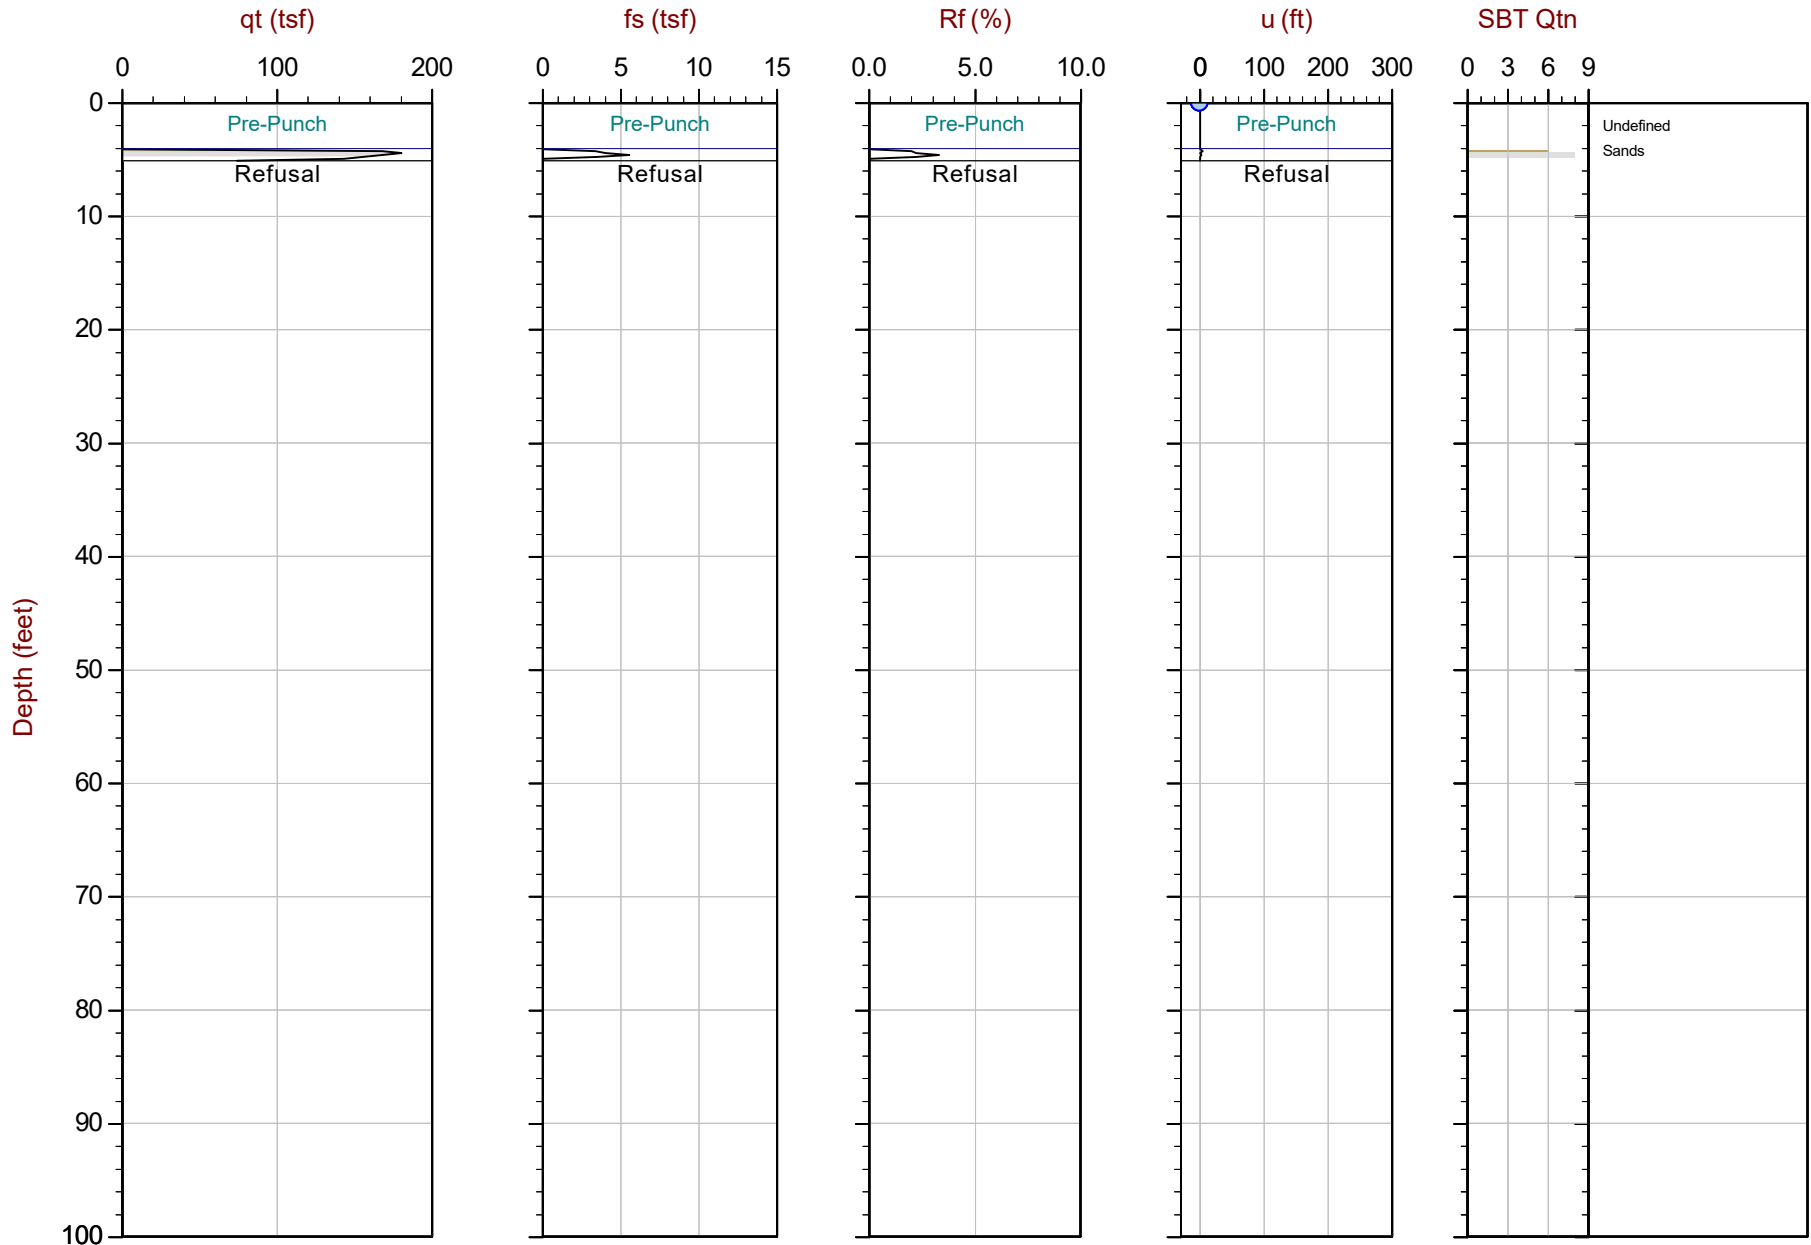 qt (tsf) fs (tsf) Rf (%) u (ft) SBT Qtn
0 100 200 0 5 10 15 0.0 5.0 10.0 0 100 200 300 0 3 6 9
0
Pre-Punch Pre-Punch Pre-Punch Pre-Punch Undefined
Sands
Refusal Refusal Refusal Refusal
10
20
30
40
50
60
70
80
90
100
Depth (feet)